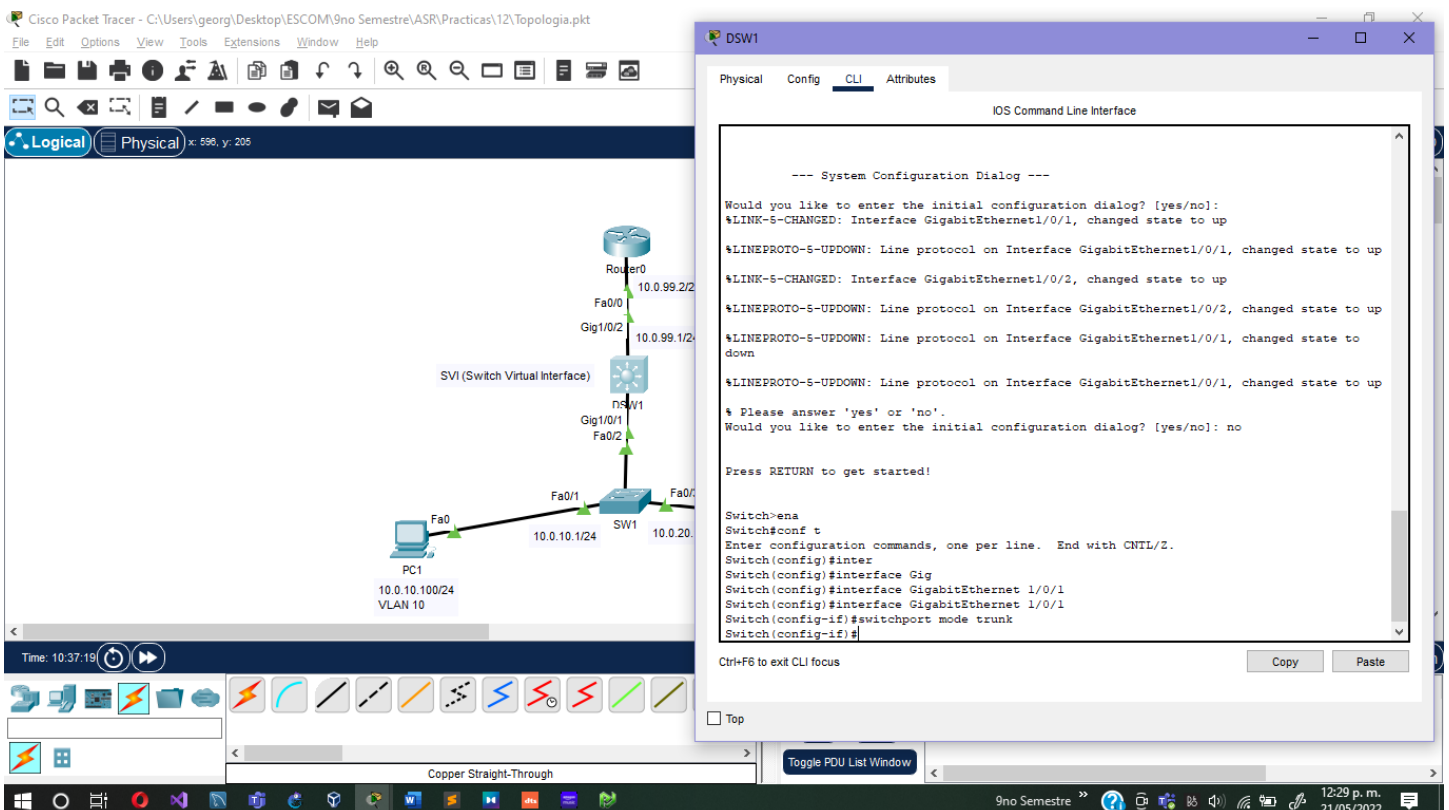 Cisco Packet Tracer - C:\Users\georg\Desktop\ESCOM\9no Semestre\ASR\Practicas\12\Topologia.pkt
File Edit Options View Tools Extensions Window Help
Logical Physical x: 596, y: 205
Router0
10.0.99.2/2
Fa0/0
Gig1/0/2
10.0.99.1/24
SVI (Switch Virtual Interface)
DSW1
Gig1/0/1
Fa0/2
Fa0/1
Fa0/
SW1
Fa0
10.0.10.1/24
10.0.20.
PC1
10.0.10.100/24
VLAN 10
Time: 10:37:19
Copper Straight-Through
Toggle PDU List Window
DSW1
Physical Config CLI Attributes
IOS Command Line Interface
--- System Configuration Dialog ---
Would you like to enter the initial configuration dialog? [yes/no]:
%LINK-5-CHANGED: Interface GigabitEthernet1/0/1, changed state to up
%LINEPROTO-5-UPDOWN: Line protocol on Interface GigabitEthernet1/0/1, changed state to up
%LINK-5-CHANGED: Interface GigabitEthernet1/0/2, changed state to up
%LINEPROTO-5-UPDOWN: Line protocol on Interface GigabitEthernet1/0/2, changed state to up
%LINEPROTO-5-UPDOWN: Line protocol on Interface GigabitEthernet1/0/1, changed state to
down
%LINEPROTO-5-UPDOWN: Line protocol on Interface GigabitEthernet1/0/1, changed state to up
% Please answer 'yes' or 'no'.
Would you like to enter the initial configuration dialog? [yes/no]: no
Press RETURN to get started!
Switch>ena
Switch#conf t
Enter configuration commands, one per line. End with CNTL/Z.
Switch(config)#inter
Switch(config)#interface Gig
Switch(config)#interface GigabitEthernet 1/0/1
Switch(config)#interface GigabitEthernet 1/0/1
Switch(config-if)#switchport mode trunk
Switch(config-if)#
Ctrl+F6 to exit CLI focus
Copy Paste
Top
9no Semestre
12:29 p. m.
21/05/2022